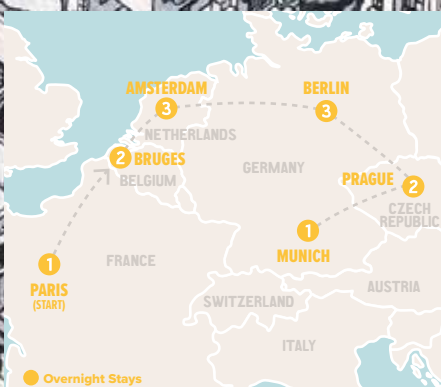 AMSTERDAM
3
BERLIN
3
NETHERLANDS
2 BRUGES
BELGIUM
GERMANY
PRAGUE 2
CZECH
REPUBLIC
1
MUNICH
1
PARIS
(START)
FRANCE
AUSTRIA
SWITZERLAND
ITALY
Overnight Stays